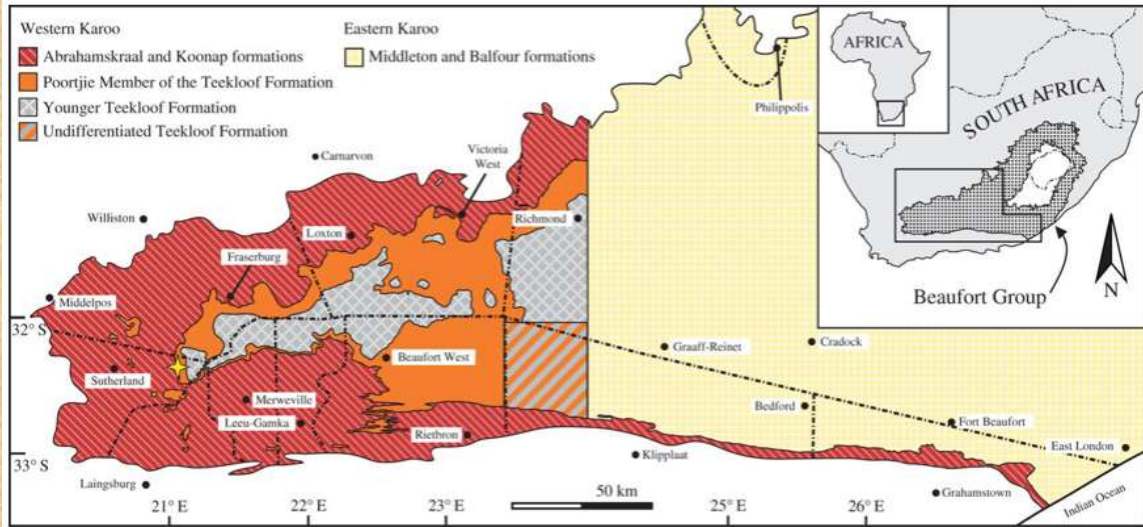 Western Karoo
Abrahamskraal and Koonap formations
Poortjie Member of the Teekloof Formation
Younger Teekloof Formation
Undifferentiated Teekloof Formation
Eastern Karoo
Middleton and Balfour formations
AFRICA
SOUTH AFRICA
Beaufort Group
N
Philippolis
Carnarvon
Victoria
West
Williston
Richmond
Loxton
Fraserburg
Middelpos
32° S
Sutherland
Beaufort West
Graaff-Reinet
Cradock
Merweville
Leeu-Gamka
Rietbron
Bedford
Fort Beaufort
East London
33° S
Laingsburg
Klipplaat
Grahamstown
Indian Ocean
21° E
22° E
23° E
50 km
25° E
26° E